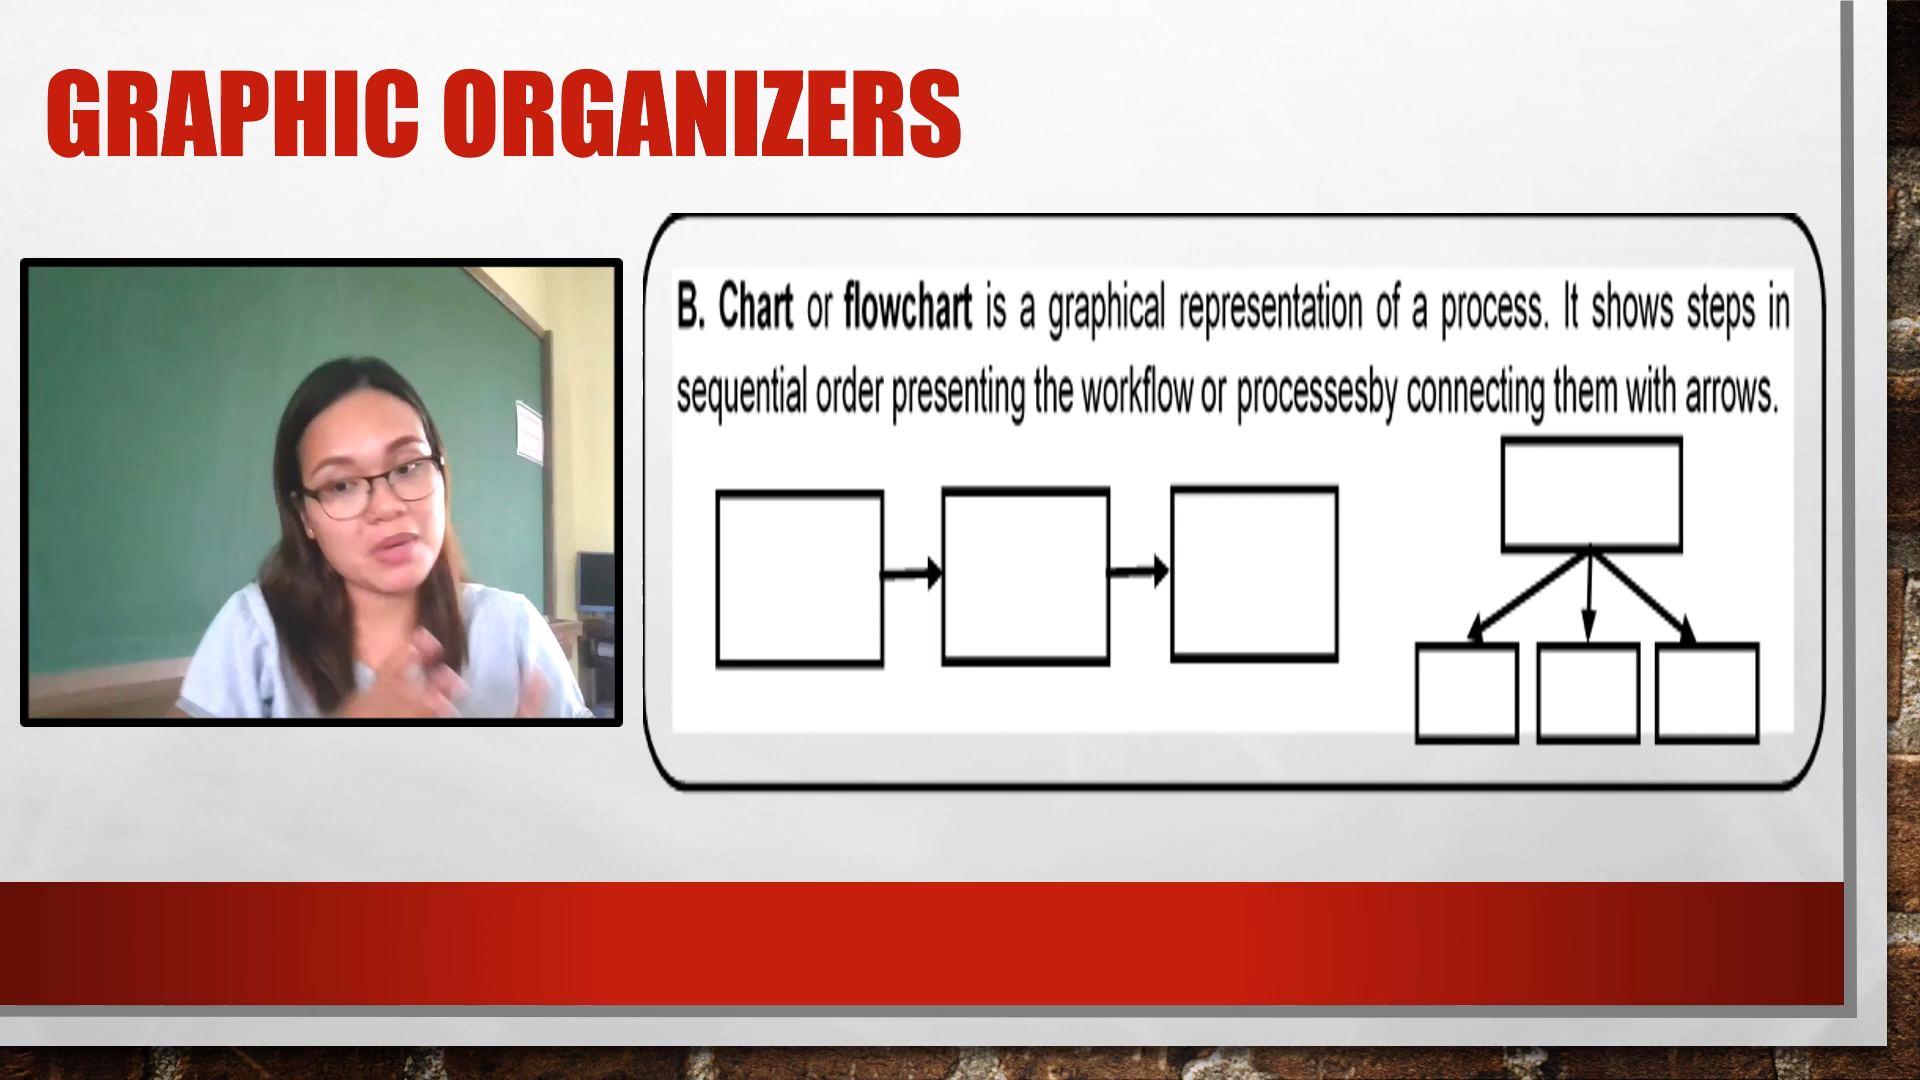 GRAPHIC ORGANIZERS
B. Chart or flowchart is a graphical representation of a process. It shows steps in
sequential order presenting the workflow or processesby connecting them with arrows.